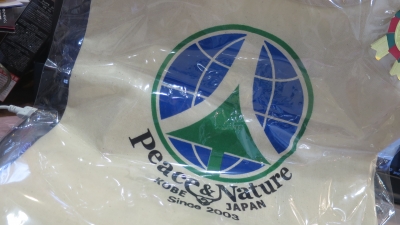 Peace & Nature
KOBE JAPAN
Since 2003